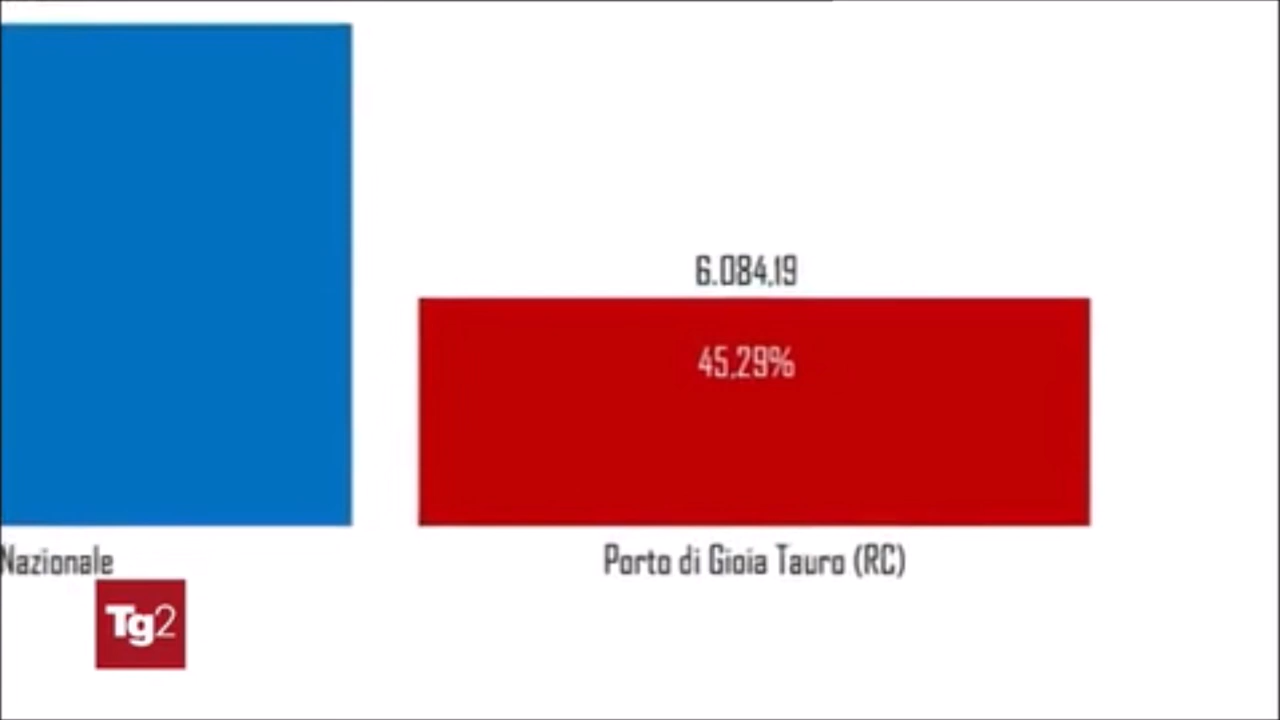 6.084,19
45,29%
Nazionale
Porto di Gioia Tauro (RC)
Tg2